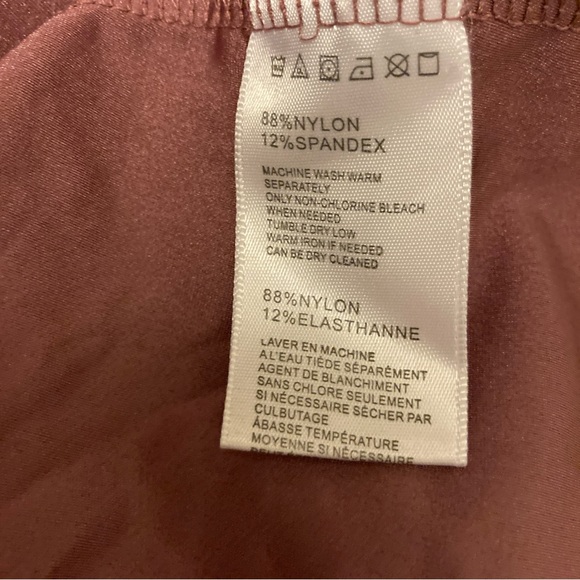 88%NYLON
12%SPANDEX
MACHINE WASH WARM
SEPARATELY
ONLY NON-CHLORINE BLEACH
WHEN NEEDED
TUMBLE DRY LOW
WARM IRON IF NEEDED
CAN BE DRY CLEANED
88%NYLON
12%ELASTHANNE
LAVER EN MACHINE
A L'EAU TIÈDE SÉPARÉMENT
AGENT DE BLANCHIMENT
SANS CHLORE SEULEMENT
SI NÉCESSAIRE SÉCHER PAR
CULBUTAGE
ÀBASSE TEMPÉRATURE
MOYENNE SI NÉCESSAIRE